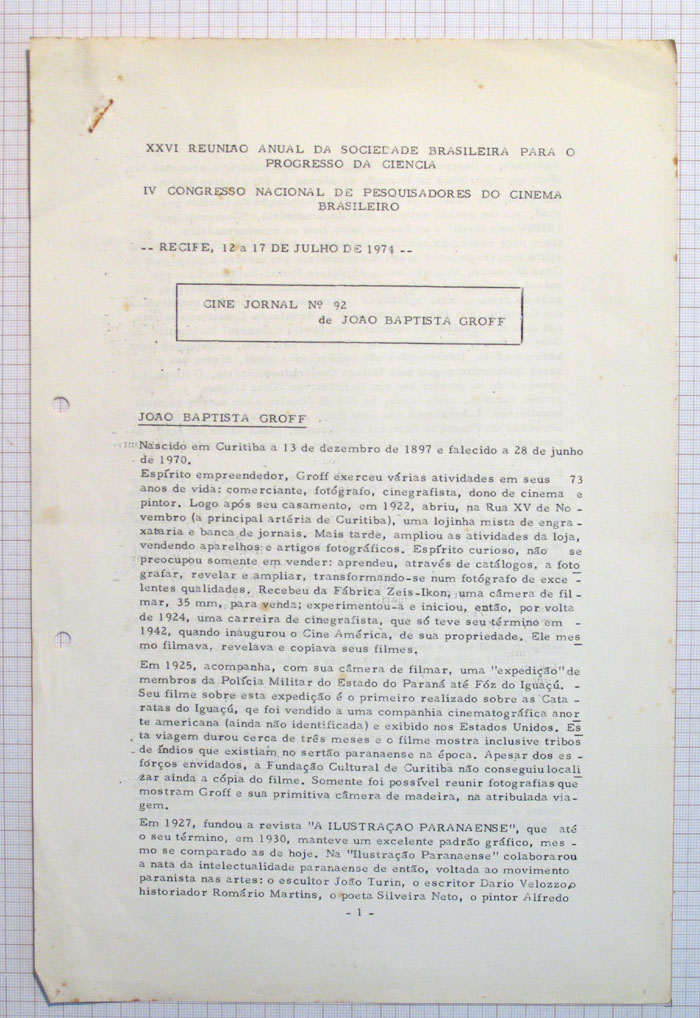 XXVI REUNIAO ANUAL DA SOCIEDADE BRASILEIRA PARA O
PROGRESSO DA CIENCIA
IV CONGRESSO NACIONAL DE PESQUISADORES DO CINEMA
BRASILEIRO
-- RECIFE, 12 a 17 DE JULHO DE 1974 --
CINE JORNAL Nº 92
de JOAO BAPTISTA GROFF
JOAO BAPTISTA GROFF .
Nascido em Curitiba a 13 de dezembro de 1897 e falecido a 28 de junho
de 1970.
Espírito empreendedor, Groff exerceu várias atividades em seus 73
anos de vida: comerciante, fotógrafo, cinegrafista, dono de cinema e
pintor. Logo após seu casamento, em 1922, abriu, na Rua XV de No -
vembro (a principal artéria de Curitiba), uma lojinha mista de engra -
xataria e banca de jornais. Mais tarde, ampliou as atividades da loja,
vendendo aparelhos e artigos fotográficos. Espírito curioso, não se
preocupou somente em vender: aprendeu, através de catálogos, a foto
grafar, revelar e ampliar, transformando-se num fotógrafo de exce -
lentes qualidades. Recebeu da Fábrica Zeis-Ikon, uma câmera de fil -
mar, 35 mm, para venda; experimentou-a e iniciou, então, por volta
de 1924, uma carreira de cinegrafista, que só teve seu término em -
1942, quando inaugurou o Cine América, de sua propriedade. Ele mes
mo filmava, revelava e copiava seus filmes.
Em 1925, acompanha, com sua câmera de filmar, uma "expedição" de
membros da Polícia Militar do Estado do Paraná até Fóz do Iguaçú. -
Seu filme sobre esta expedição é o primeiro realizado sobre as Cata -
ratas do Iguaçú, qe foi vendido a uma companhia cinematográfica anor
te americana (ainda não identificada) e exibido nos Estados Unidos. Es
ta viagem durou cerca de três meses e o filme mostra inclusive tribos
de índios que existiam no sertão paranaense na época. Apesar dos es -
forços envidados, a Fundação Cultural de Curitiba não conseguiu locali
zar ainda a cópia do filme. Somente foi possível reunir fotografias que
mostram Groff e sua primitiva câmera de madeira, na atribulada via -
gem.
Em 1927, fundou a revista "A ILUSTRAÇAO PARANAENSE", que até
o seu término, em 1930, manteve um excelente padrão gráfico, mes -
mo se comparado as de hoje. Na "Ilustração Paranaense" colaborarou
a nata da intelectualidade paranaense de então, voltada ao movimento
paranista nas artes: o escultor João Turin, o escritor Dario Velozzo,o
historiador Romário Martins, o poeta Silveira Neto, o pintor Alfredo
- 1 -